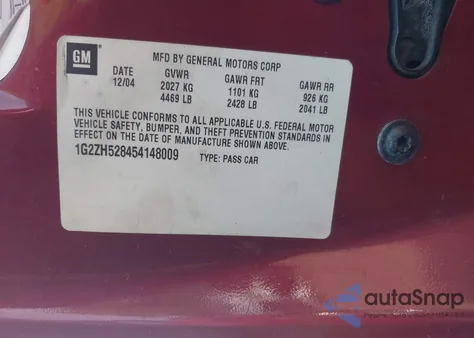 GM
MFD BY GENERAL MOTORS CORP
DATE GVWR GAWR FRT GAWR RR
12/04 2027 KG 1101 KG 926 KG
4469 LB 2428 LB 2041 LB
THIS VEHICLE CONFORMS TO ALL APPLICABLE U.S. FEDERAL MOTOR
VEHICLE SAFETY, BUMPER, AND THEFT PREVENTION STANDARDS IN
EFFECT ON THE DATE OF MANUFACTURE SHOWN ABOVE.
1G2ZH528454148009 TYPE: PASS CAR
autoSnap